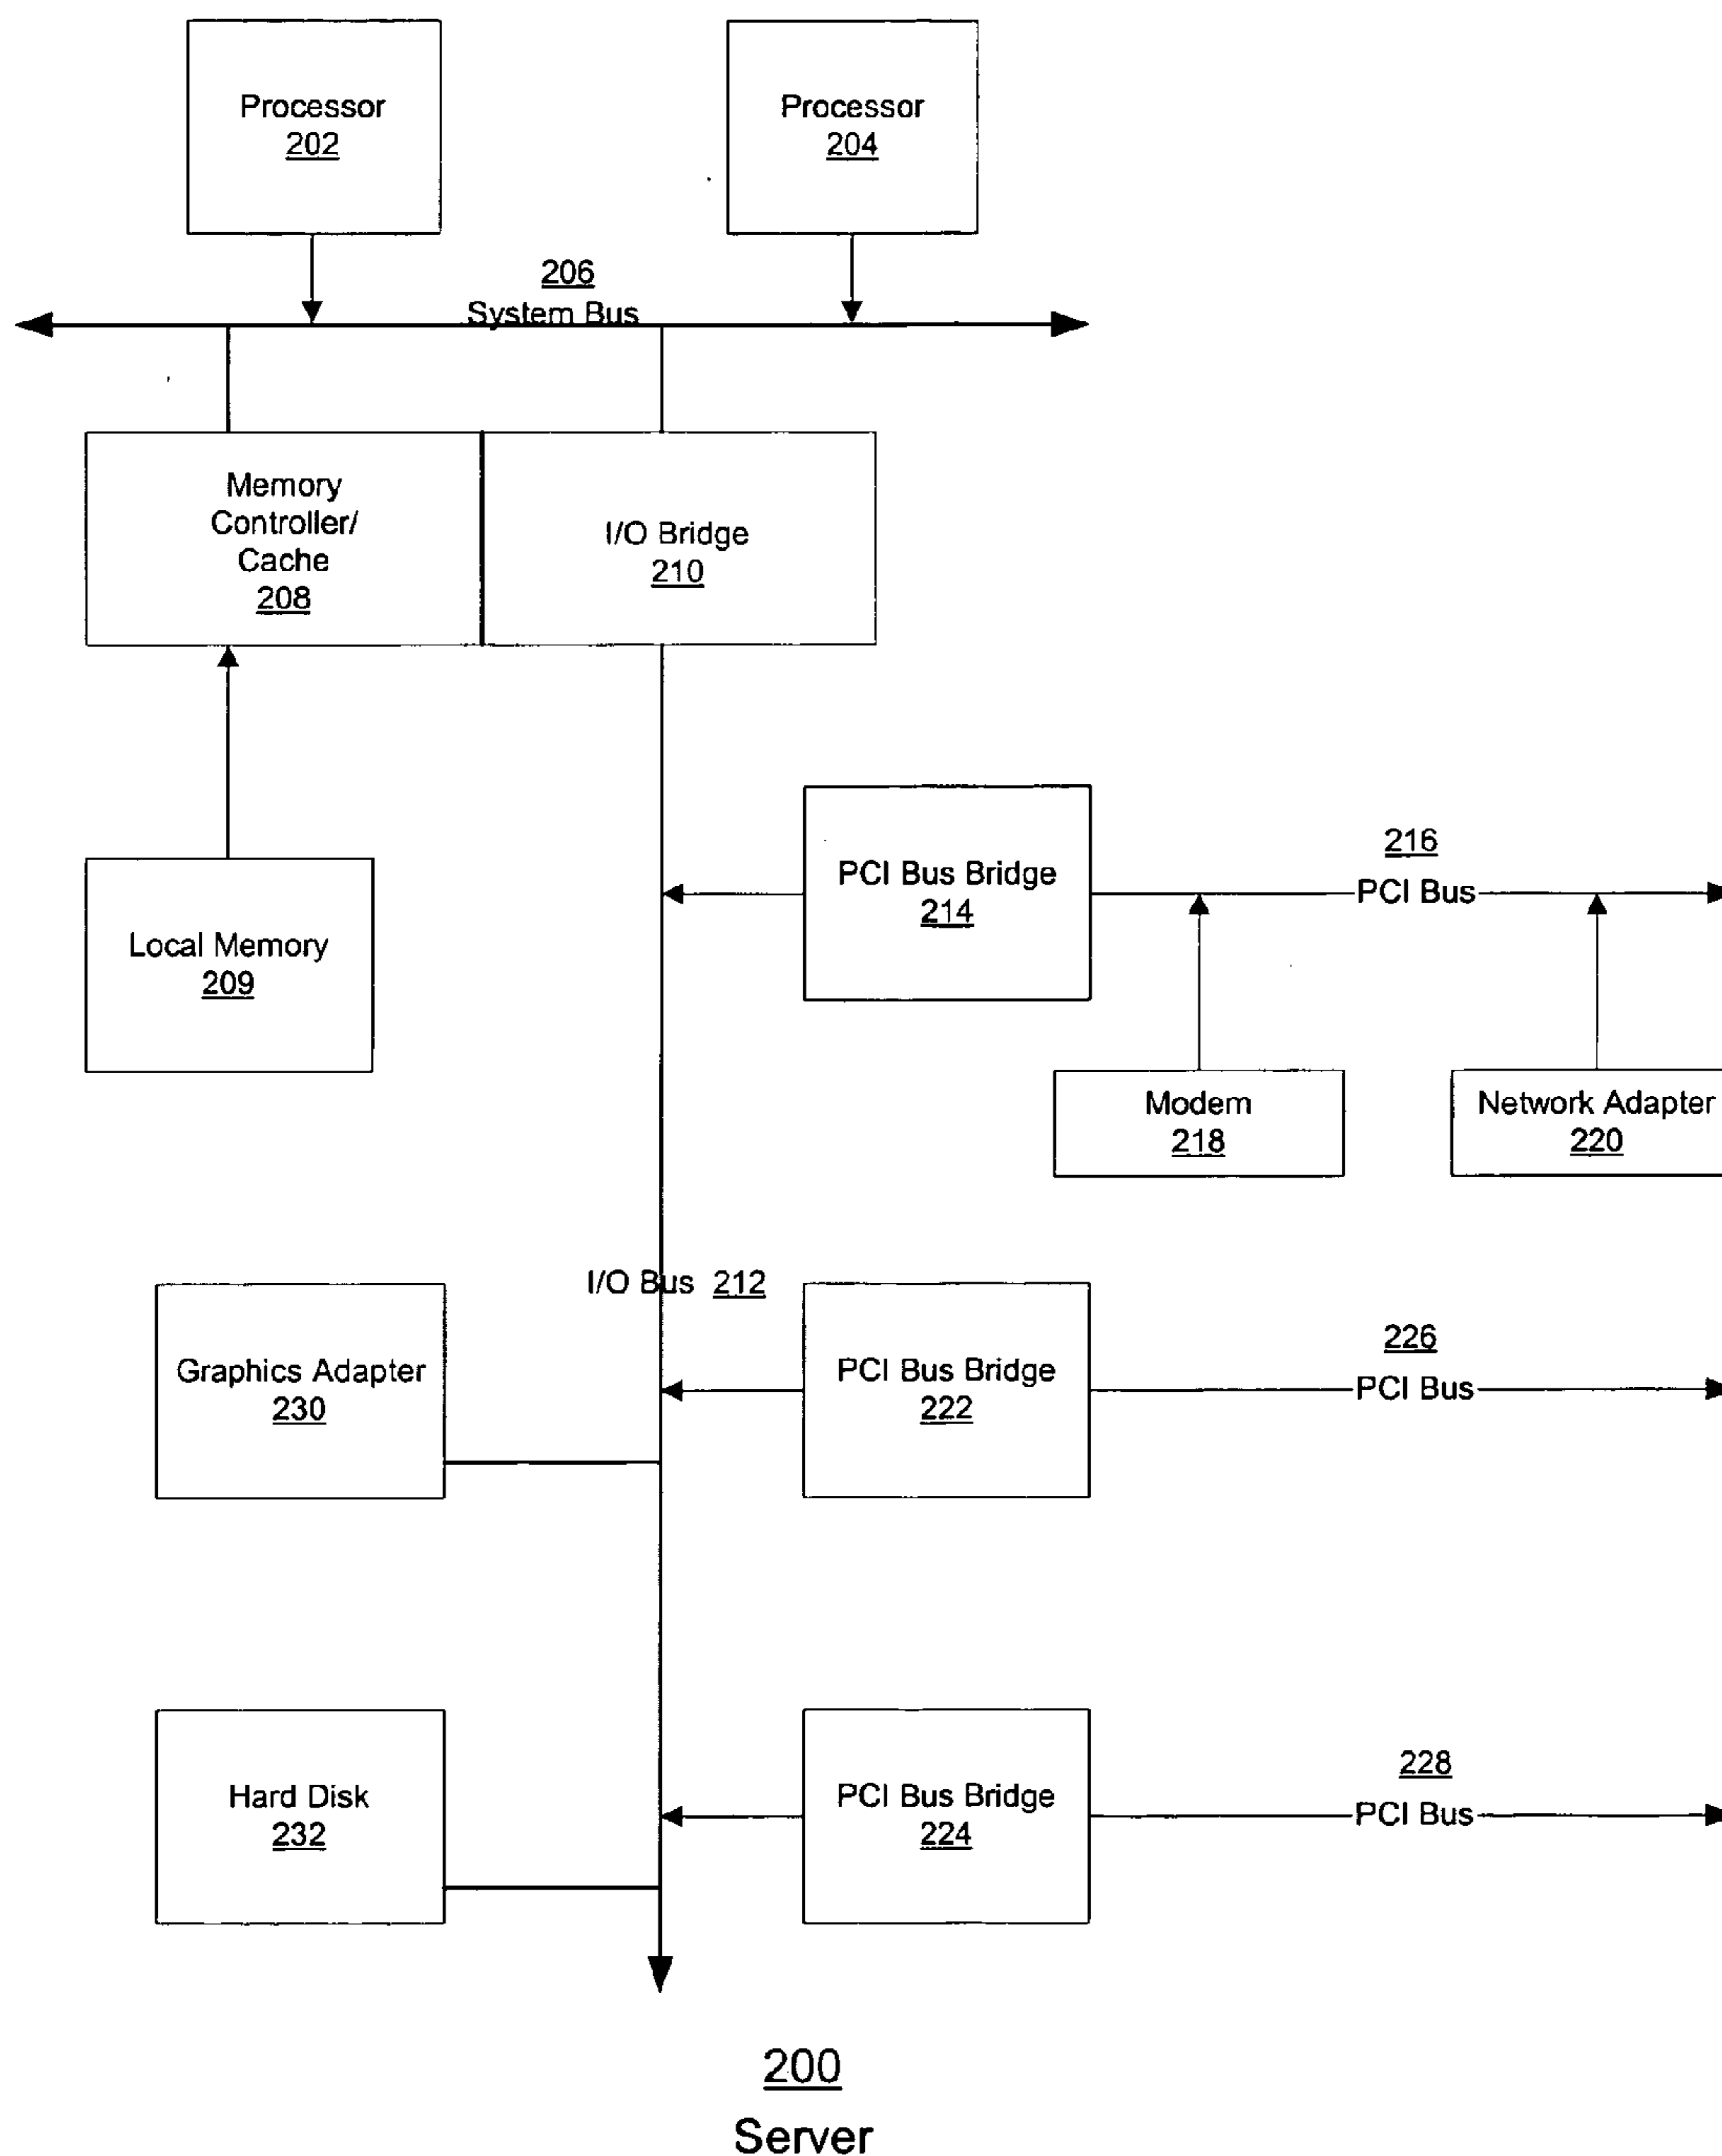 Processor
202
Processor
204
206
System Bus
Memory
Controller/
Cache
208
I/O Bridge
210
PCI Bus Bridge
214
216
PCI Bus
Local Memory
209
Modem
218
Network Adapter
220
I/O Bus 212
Graphics Adapter
230
PCI Bus Bridge
222
226
PCI Bus
Hard Disk
232
PCI Bus Bridge
224
228
PCI Bus
200
Server